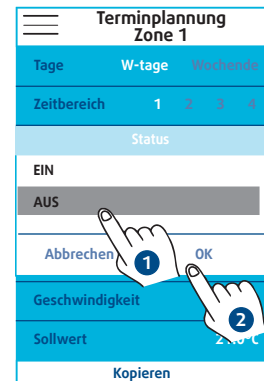 Terminplannung
Zone 1
Tage W-tage Wochende
Zeitbereich 1 2 3 4
Status
EIN
AUS
Abbrechen OK
1
Geschwindigkeit
2
Sollwert
Kopieren